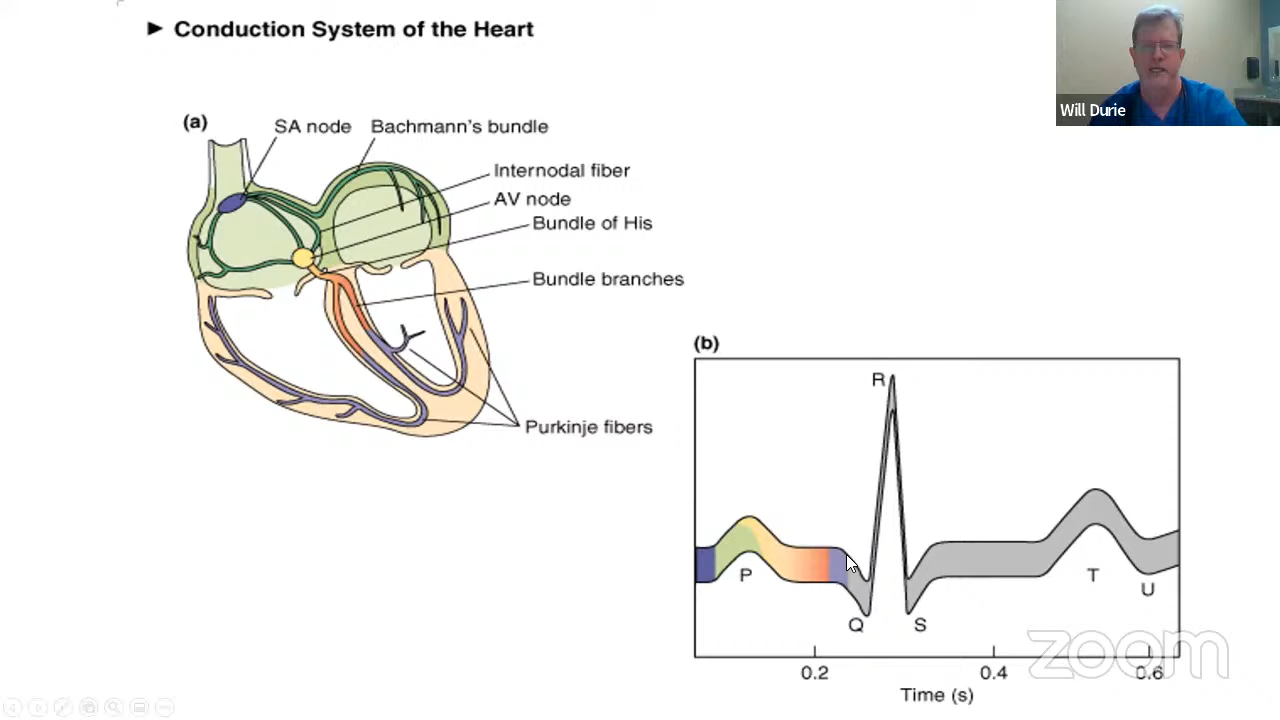 ► Conduction System of the Heart
Will Durie
(a)
SA node
Bachmann's bundle
Internodal fiber
AV node
Bundle of His
Bundle branches
Purkinje fibers
(b)
R
P
T
U
Q
S
zoom
0.2
0.4
0.6
Time (s)